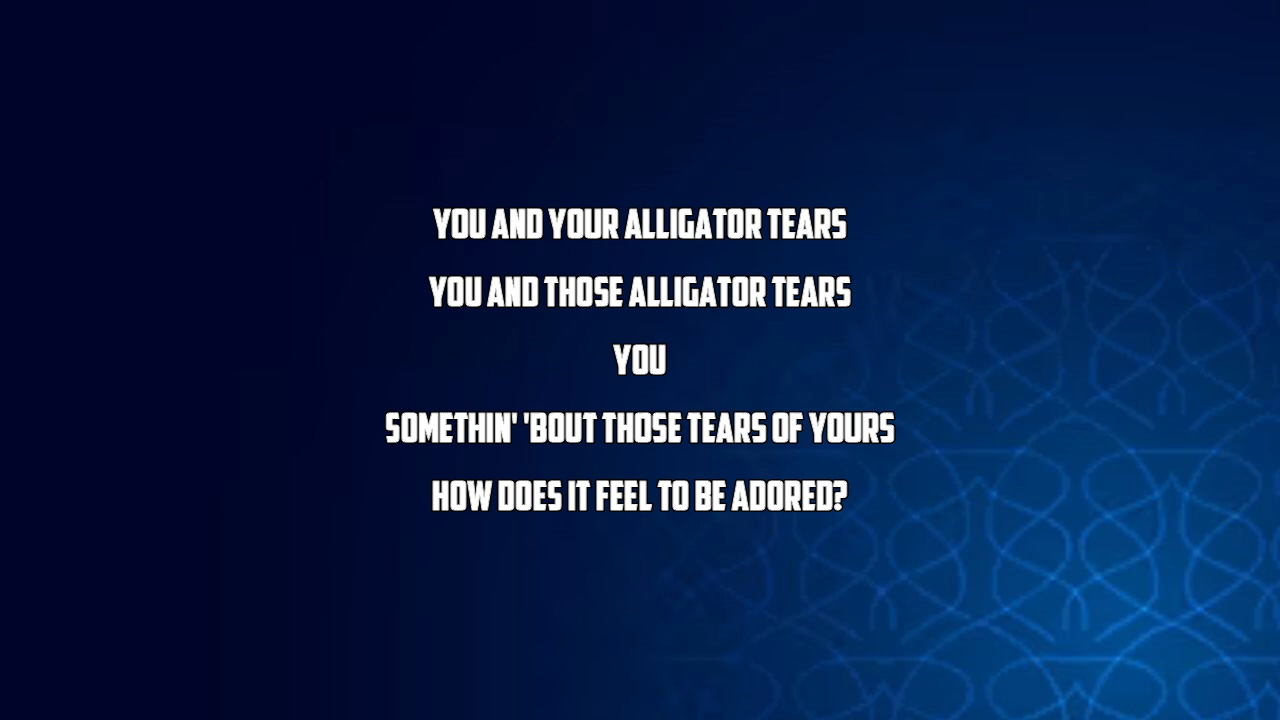 YOU AND YOUR ALLIGATOR TEARS
YOU AND THOSE ALLIGATOR TEARS
YOU
SOMETHIN' 'BOUT THOSE TEARS OF YOURS
HOW DOES IT FEEL TO BE ADORED?